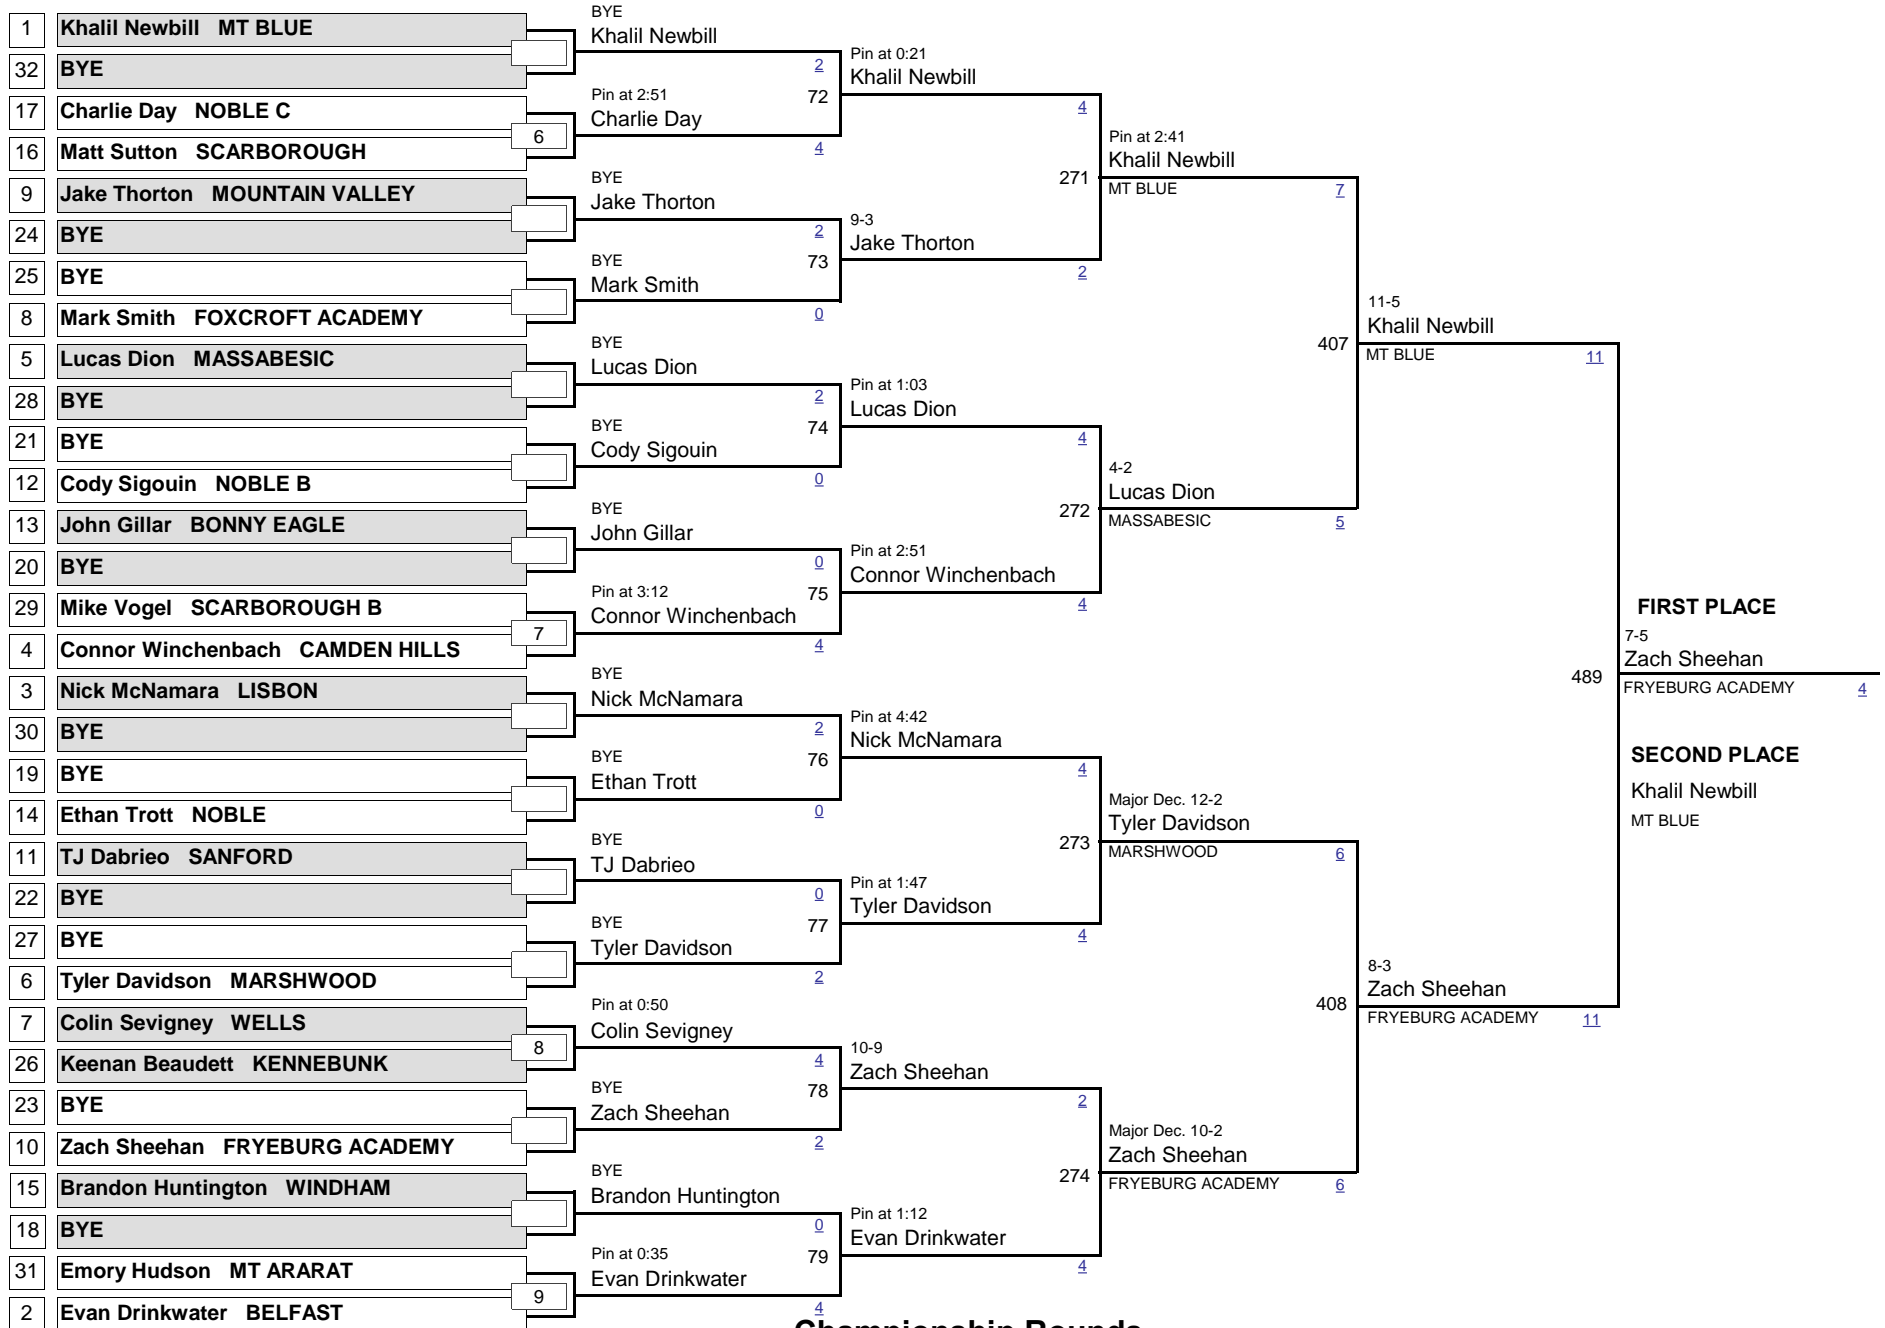 1 Khalil Newbill MT BLUE
32 BYE
17 Charlie Day NOBLE C
6
16 Matt Sutton SCARBOROUGH
9 Jake Thorton MOUNTAIN VALLEY
24 BYE
25 BYE
8 Mark Smith FOXCROFT ACADEMY
5 Lucas Dion MASSABESIC
28 BYE
21 BYE
12 Cody Sigouin NOBLE B
13 John Gillar BONNY EAGLE
20 BYE
29 Mike Vogel SCARBOROUGH B
7
4 Connor Winchenbach CAMDEN HILLS
3 Nick McNamara LISBON
30 BYE
19 BYE
14 Ethan Trott NOBLE
11 TJ Dabrieo SANFORD
22 BYE
27 BYE
6 Tyler Davidson MARSHWOOD
7 Colin Sevigney WELLS
8
26 Keenan Beaudett KENNEBUNK
23 BYE
10 Zach Sheehan FRYEBURG ACADEMY
15 Brandon Huntington WINDHAM
18 BYE
31 Emory Hudson MT ARARAT
9
2 Evan Drinkwater BELFAST
BYE
Khalil Newbill
2
72
Pin at 2:51
Charlie Day
4
BYE
Jake Thorton
2
73
BYE
Mark Smith
0
BYE
Lucas Dion
2
74
BYE
Cody Sigouin
0
BYE
John Gillar
0
75
Pin at 3:12
Connor Winchenbach
4
BYE
Nick McNamara
2
76
BYE
Ethan Trott
0
BYE
TJ Dabrieo
0
77
BYE
Tyler Davidson
2
Pin at 0:50
Colin Sevigney
4
78
BYE
Zach Sheehan
2
BYE
Brandon Huntington
0
79
Pin at 0:35
Evan Drinkwater
4
Pin at 0:21
Khalil Newbill
4
271
9-3
Jake Thorton
2
Pin at 1:03
Lucas Dion
4
272
Pin at 2:51
Connor Winchenbach
4
Pin at 4:42
Nick McNamara
4
273
Pin at 1:47
Tyler Davidson
4
10-9
Zach Sheehan
2
274
Pin at 1:12
Evan Drinkwater
4
Pin at 2:41
Khalil Newbill
MT BLUE 7
407
4-2
Lucas Dion
MASSABESIC 5
Major Dec. 12-2
Tyler Davidson
MARSHWOOD 6
408
Major Dec. 10-2
Zach Sheehan
FRYEBURG ACADEMY 6
11-5
Khalil Newbill
MT BLUE 11
489
8-3
Zach Sheehan
FRYEBURG ACADEMY 11
FIRST PLACE
7-5
Zach Sheehan
FRYEBURG ACADEMY 4
SECOND PLACE
Khalil Newbill
MT BLUE
Championship Rounds